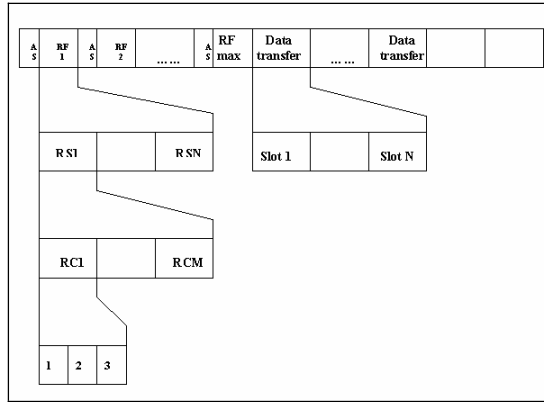 A S RF 1 A S RF 2 ...... A S RF max Data transfer ...... Data transfer
RS1 RSN Slot 1 Slot N
RC1 RCM
1 2 3